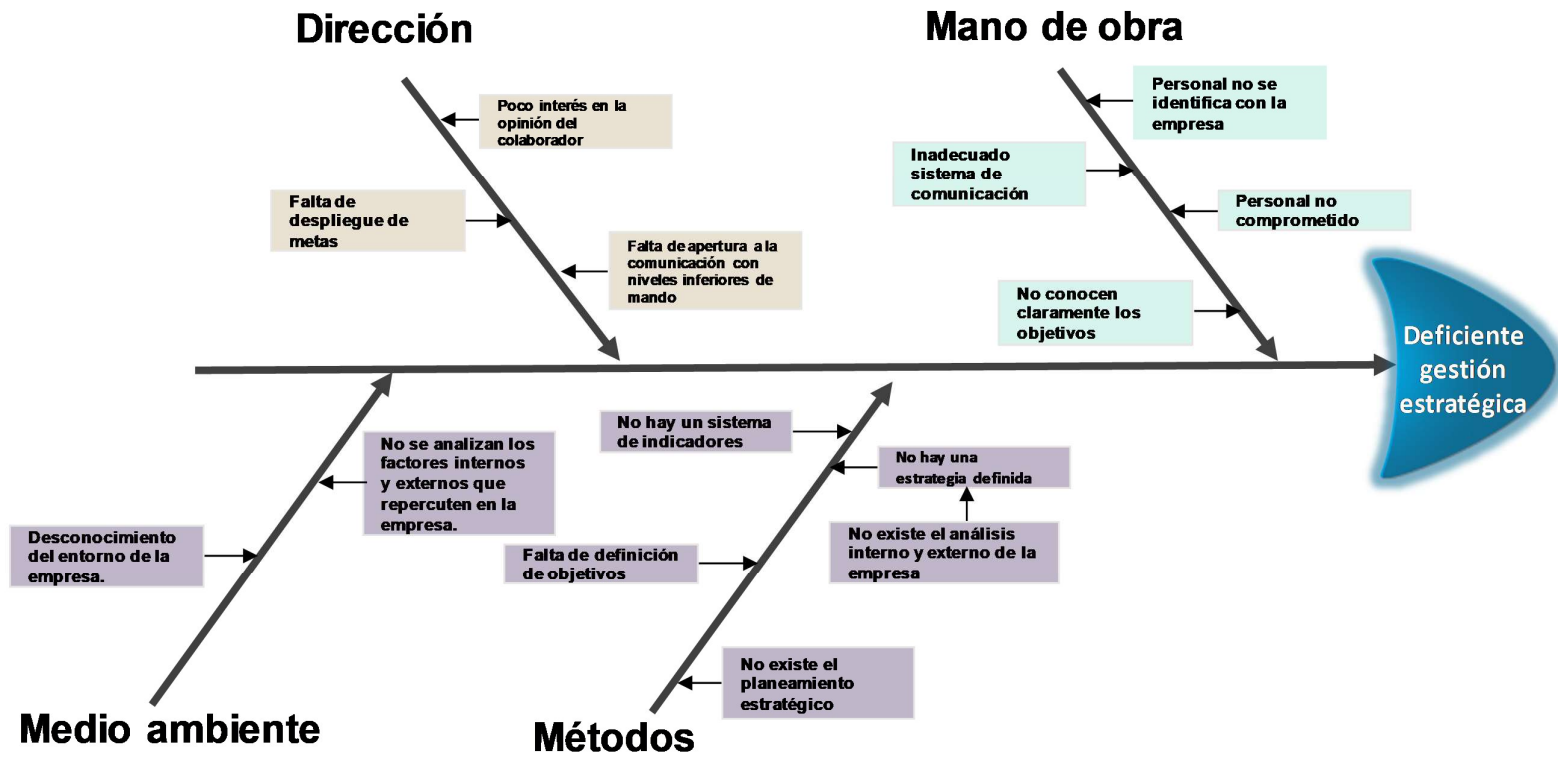 Dirección
Mano de obra
Poco interés en la
opinión del
colaborador
Falta de
despliegue de
metas
Falta de apertura a la
comunicación con
niveles inferiores de
mando
Personal no se
identifica con la
empresa
Inadecuado
sistema de
comunicación
Personal no
comprometido
No conocen
claramente los
objetivos
Deficiente
gestión
estratégica
No se analizan los
factores internos
y externos que
repercuten en la
empresa.
Desconocimiento
del entorno de la
empresa.
No hay un sistema
de indicadores
No hay una
estrategia definida
No existe el análisis
interno y externo de la
empresa
Falta de definición
de objetivos
No existe el
planeamiento
estratégico
Medio ambiente
Métodos